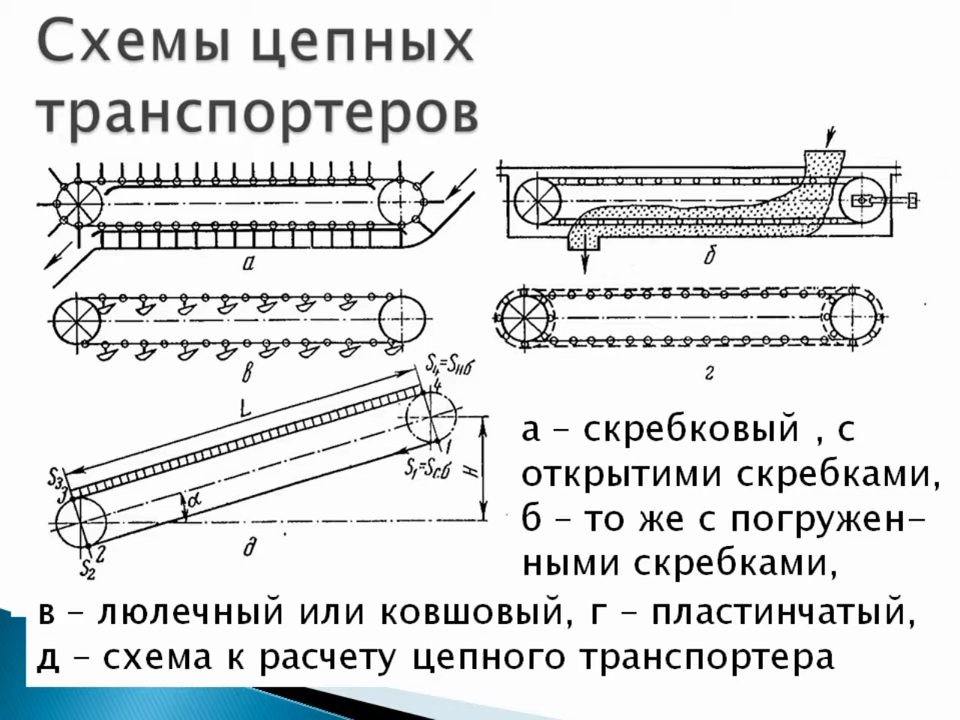 Схемы цепных
транспортеров
а
б
в
г
S₄=Sнб
4
L
1
S₁=Sсб
H
S₃
3
α
2
S₂
д
а – скребковый , с
открытими скребками,
б – то же с погружен-
ными скребками,
в – люлечный или ковшовый, г – пластинчатый,
д – схема к расчету цепного транспортера